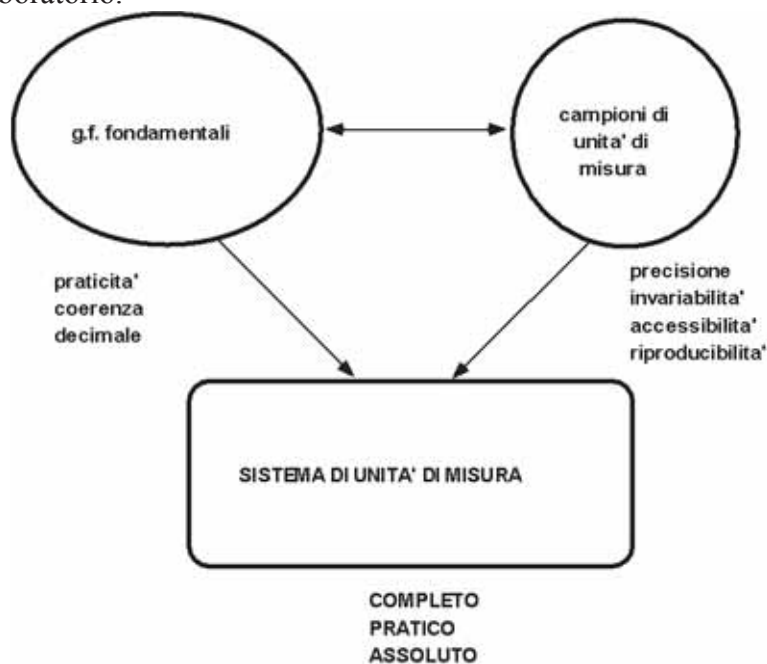 g.f. fondamentali
campioni di
unita' di
misura
praticita'
coerenza
decimale
precisione
invariabilita'
accessibilita'
riproducibilita'
SISTEMA DI UNITA' DI MISURA
COMPLETO
PRATICO
ASSOLUTO